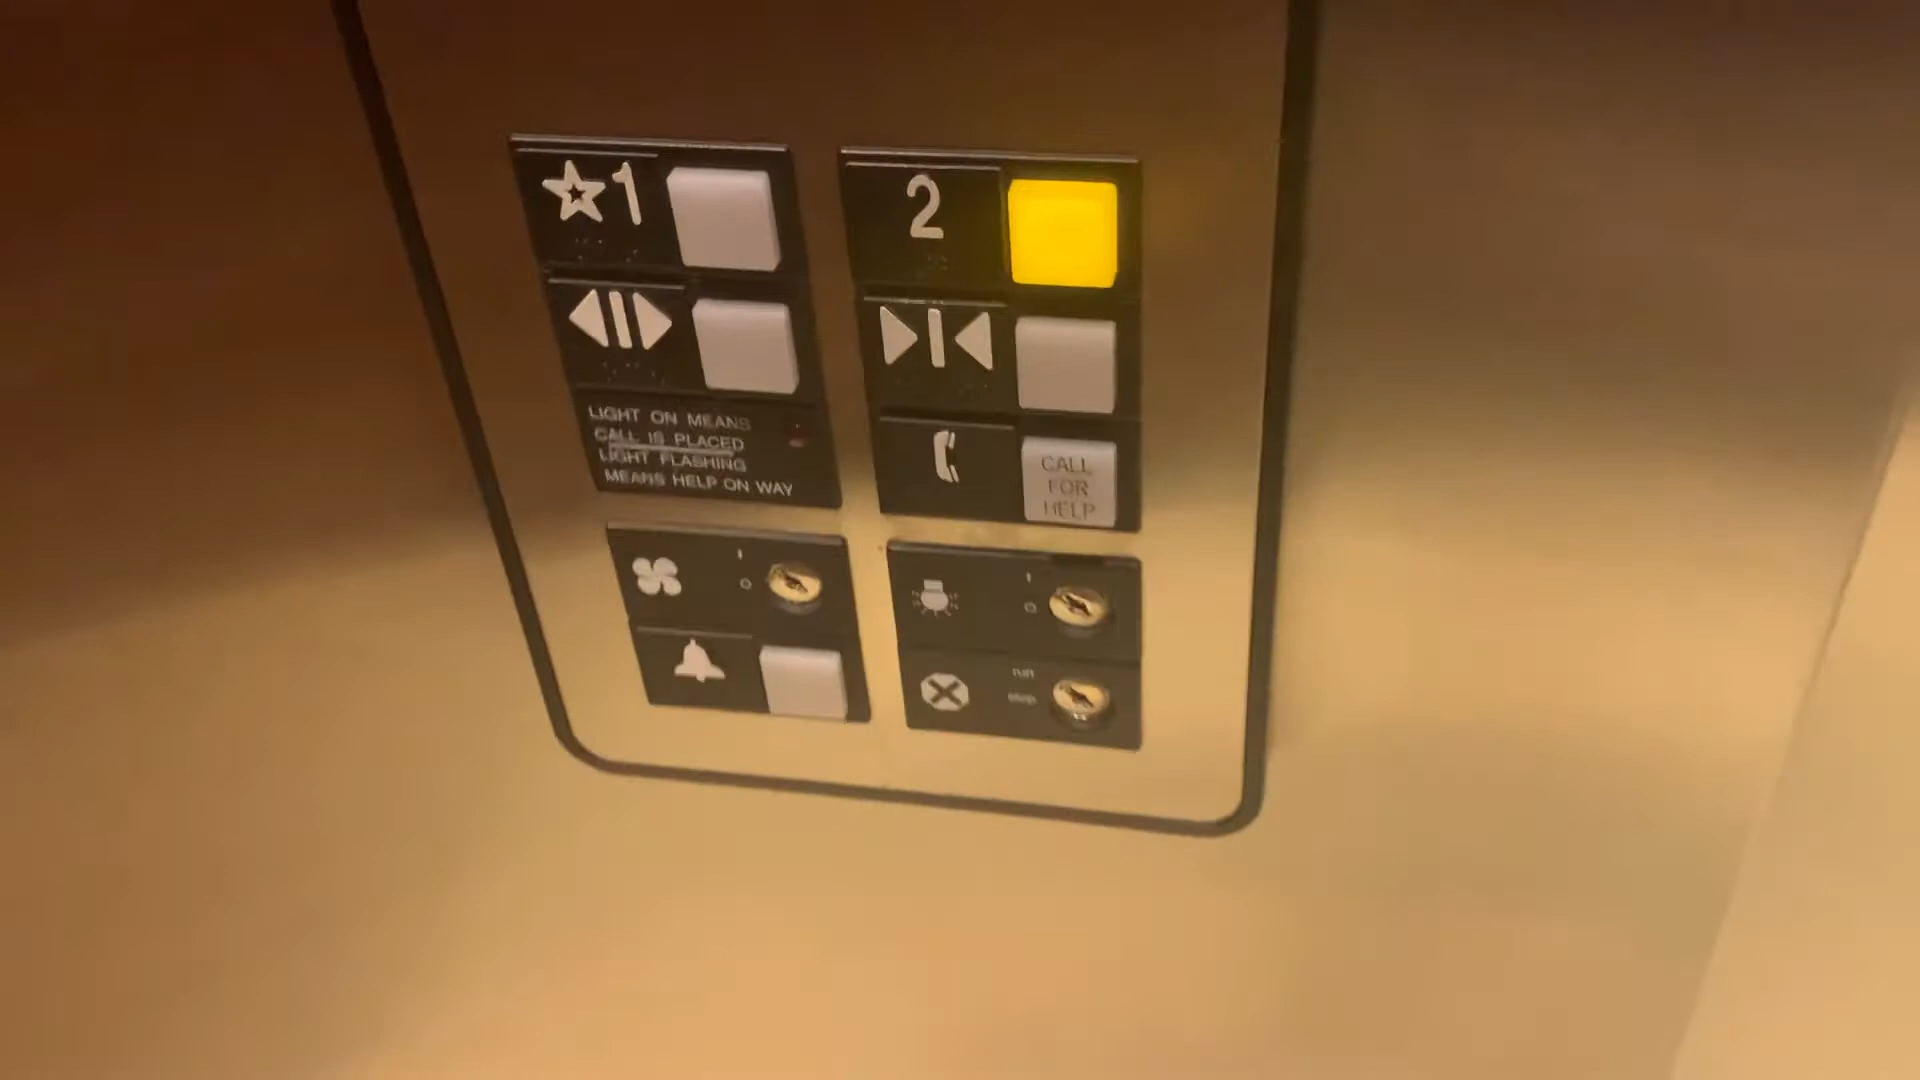 ☆1
2
LIGHT ON MEANS
CALL IS PLACED
LIGHT FLASHING
MEANS HELP ON WAY
CALL
FOR
HELP
I
O
I
O
run
stop